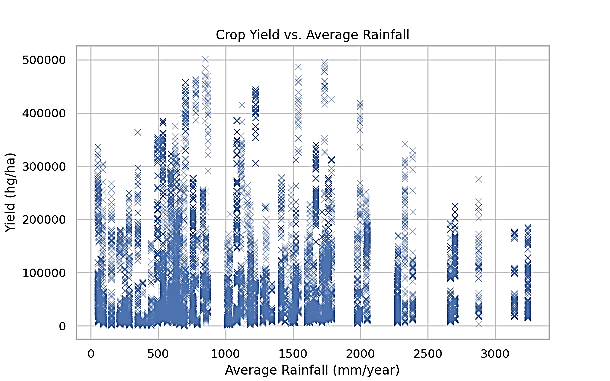 Crop Yield vs. Average Rainfall
Yield (hg/ha)
500000
400000
300000
200000
100000
0
0 500 1000 1500 2000 2500 3000
Average Rainfall (mm/year)